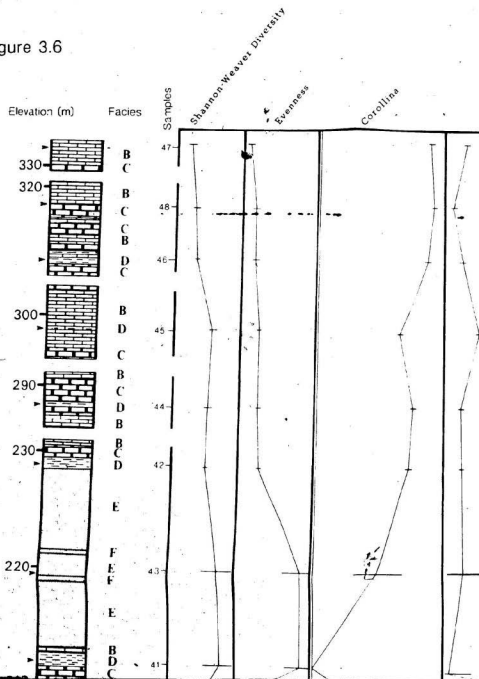 gure 3.6
Elevation (m) Facies Samples Shannon-Weaver Diversity Evenness Corollina
47
B
330 C
320 B
C 48
C
B
D 46
C
300 B
D 45
C
B
290 C
D 44
B
B
230 C
D 42
E
F
220 E 43
F
E
B
D 41
C